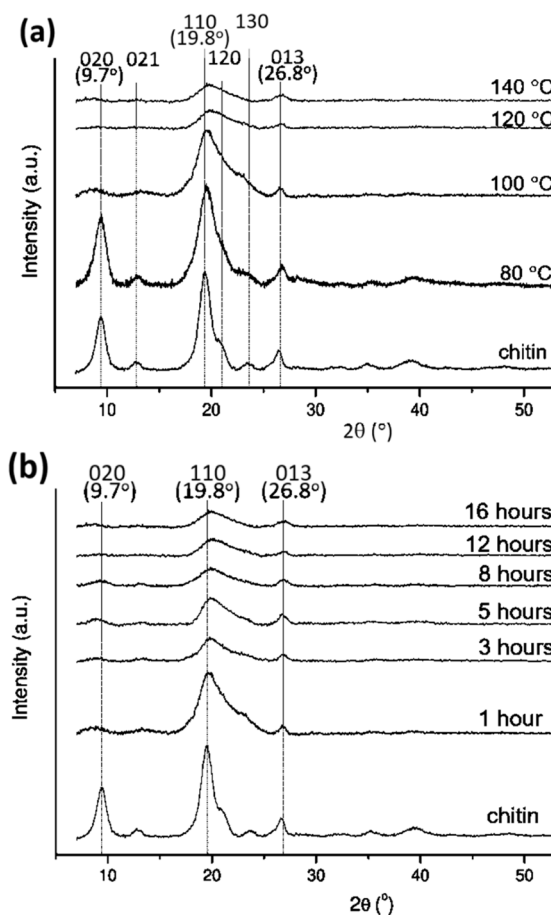 (a)
110 130
(19.8°)
020 021 120 013
(9.7°) (26.8°)
140 °C
120 °C
100 °C
80 °C
chitin
Intensity (a.u.)
10 20 30 40 50
2θ (°)
(b)
020 110 013
(9.7°) (19.8°) (26.8°)
16 hours
12 hours
8 hours
5 hours
3 hours
1 hour
chitin
Intensity (a.u.)
10 20 30 40 50
2θ (°)